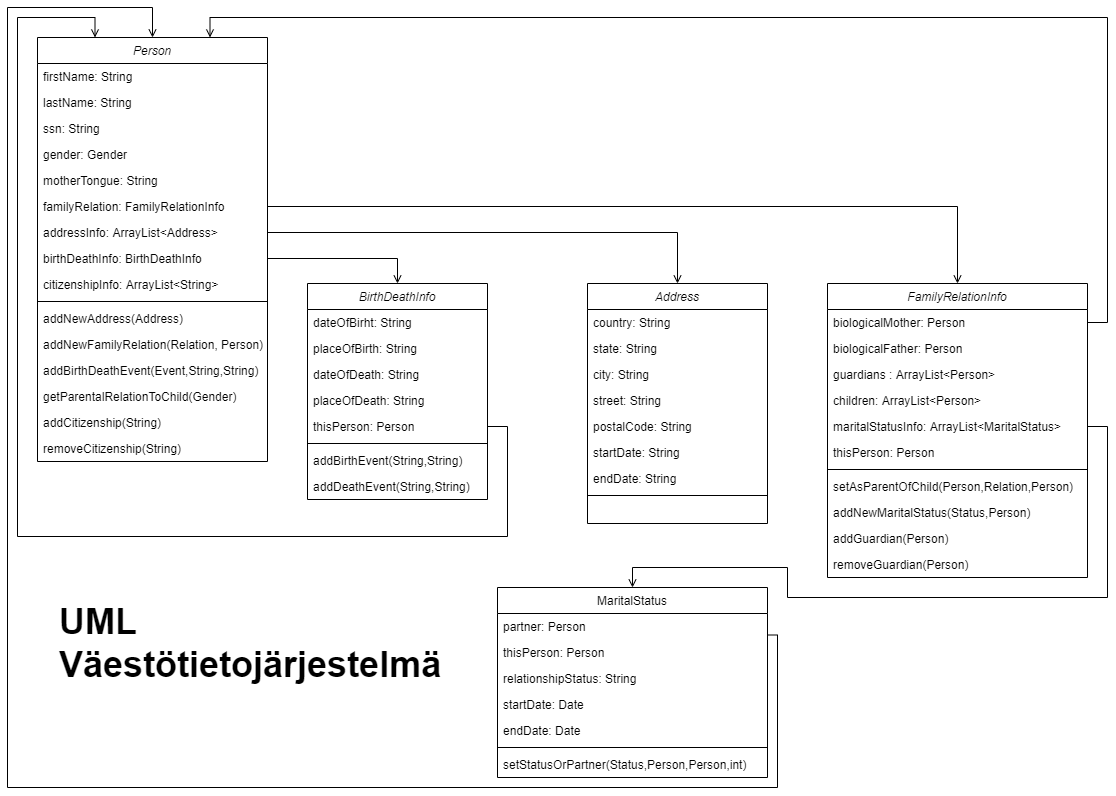 Person
firstName: String
lastName: String
ssn: String
gender: Gender
motherTongue: String
familyRelation: FamilyRelationInfo
addressInfo: ArrayList<Address>
birthDeathInfo: BirthDeathInfo
citizenshipInfo: ArrayList<String>
addNewAddress(Address)
addNewFamilyRelation(Relation, Person)
addBirthDeathEvent(Event,String,String)
getParentalRelationToChild(Gender)
addCitizenship(String)
removeCitizenship(String)
BirthDeathInfo
dateOfBirht: String
placeOfBirth: String
dateOfDeath: String
placeOfDeath: String
thisPerson: Person
addBirthEvent(String,String)
addDeathEvent(String,String)
Address
country: String
state: String
city: String
street: String
postalCode: String
startDate: String
endDate: String
FamilyRelationInfo
biologicalMother: Person
biologicalFather: Person
guardians : ArrayList<Person>
children: ArrayList<Person>
maritalStatusInfo: ArrayList<MaritalStatus>
thisPerson: Person
setAsParentOfChild(Person,Relation,Person)
addNewMaritalStatus(Status,Person)
addGuardian(Person)
removeGuardian(Person)
MaritalStatus
partner: Person
thisPerson: Person
relationshipStatus: String
startDate: Date
endDate: Date
setStatusOrPartner(Status,Person,Person,int)
UML
Väestötietojärjestelmä